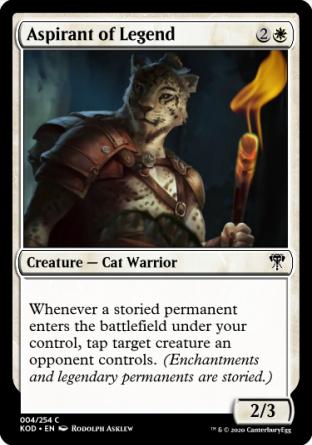 Aspirant of Legend 2
Creature — Cat Warrior
Whenever a storied permanent
enters the battlefield under your
control, tap target creature an
opponent controls. (Enchantments
and legendary permanents are storied.)
2/3
004/254 C
KOD • EN Rodolph Asklew
™ & © 2020 CanterburyEgg